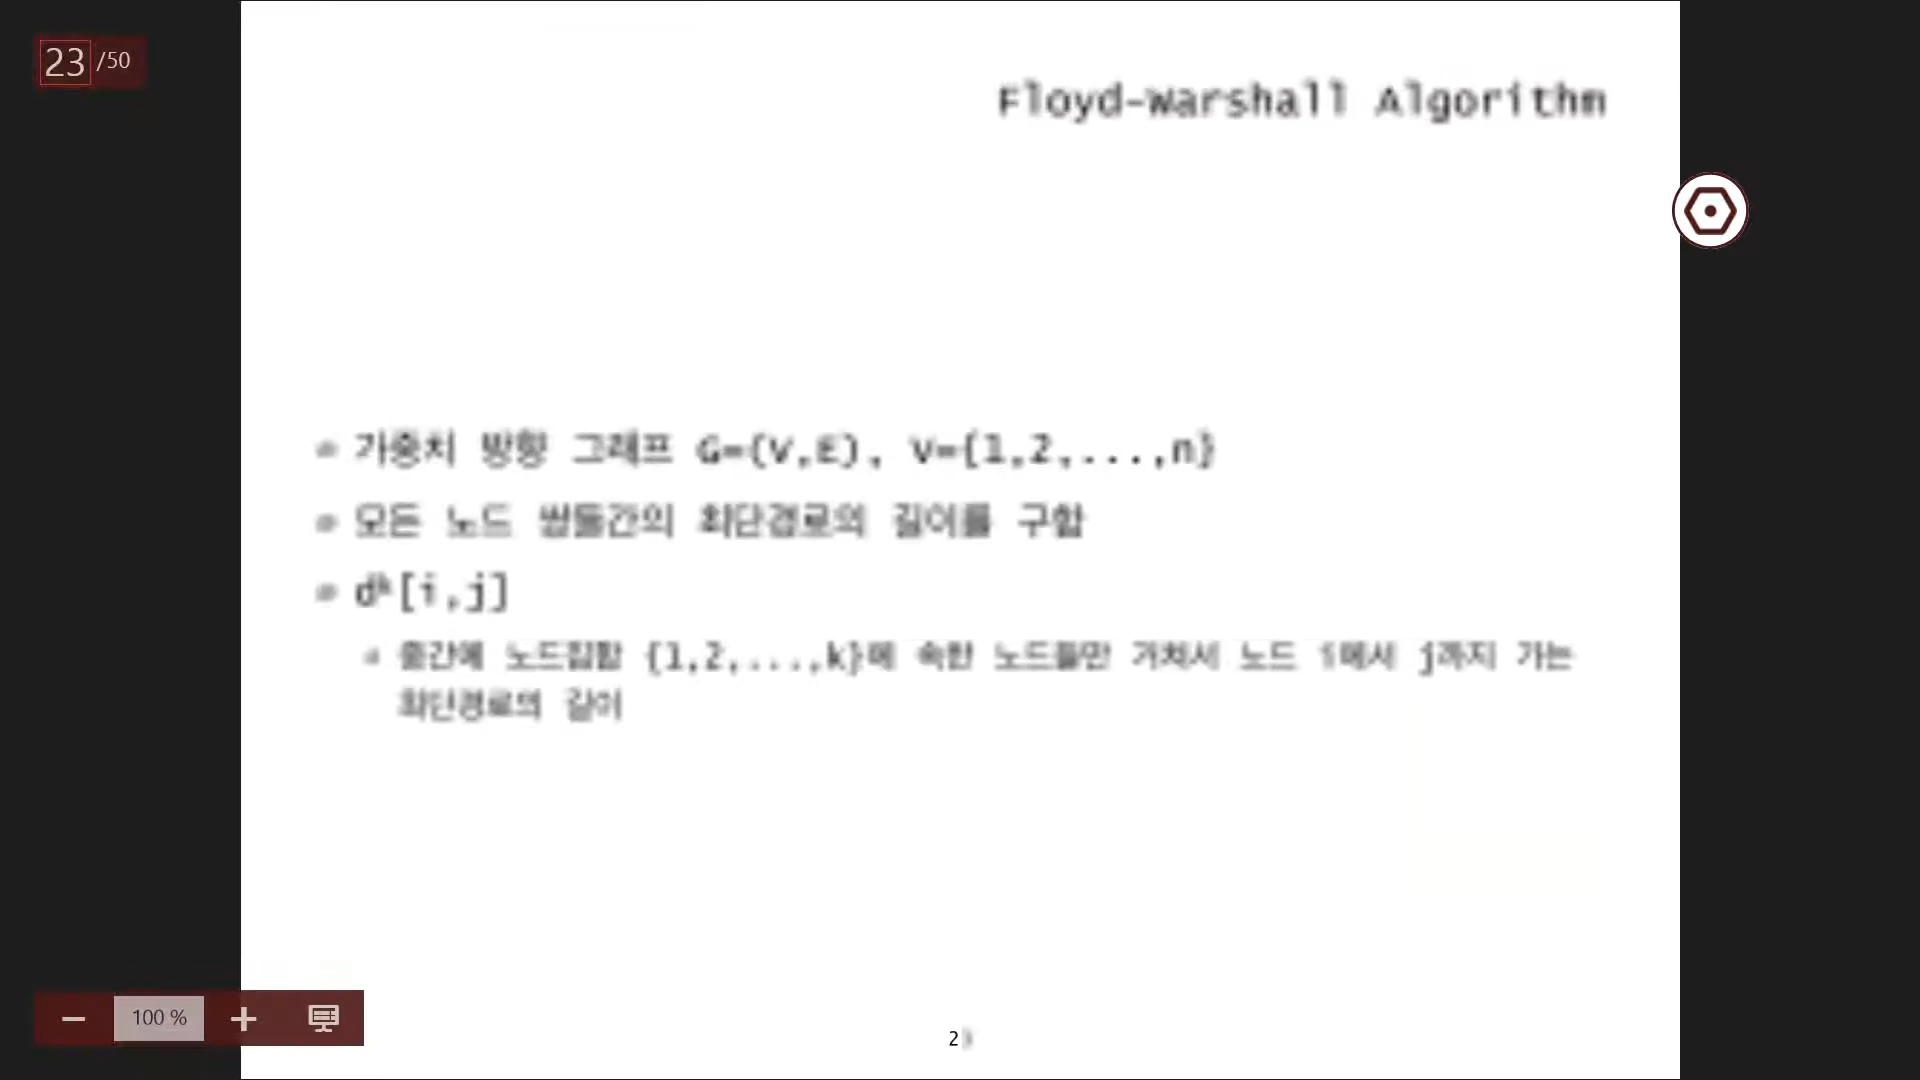 23 /50
Floyd-Warshall Algorithm
가중치 방향 그래프 G=(V,E), V={1,2,...,n}
모든 노드 쌍들간의 최단경로의 길이를 구함
dᵏ[i,j]
중간에 노드집합 {1,2,...,k}에 속한 노드들만 거쳐서 노드 i에서 j까지 가는
최단경로의 길이
100 %
2